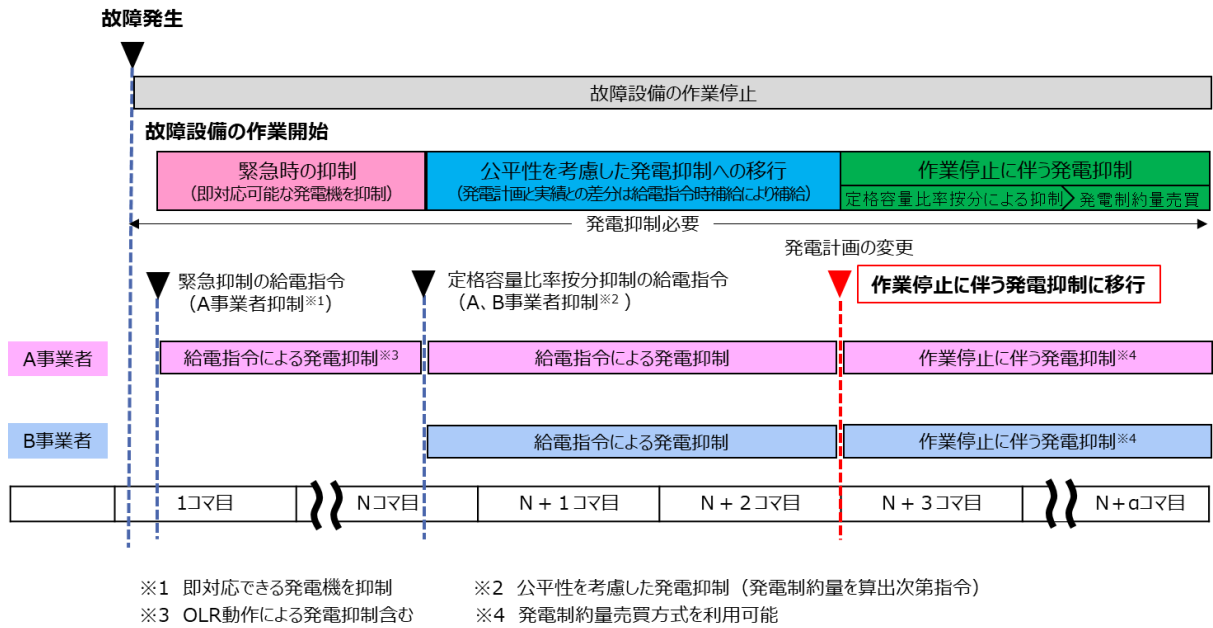 故障発生
故障設備の作業停止
故障設備の作業開始
緊急時の抑制
(即対応可能な発電機を抑制)
公平性を考慮した発電抑制への移行
(発電計画と実績との差分は給電指令時補給により補給)
作業停止に伴う発電抑制
定格容量比率按分による抑制
発電制約量売買
発電抑制必要
発電計画の変更
緊急抑制の給電指令
(A事業者抑制※1)
定格容量比率按分抑制の給電指令
(A、B事業者抑制※2)
作業停止に伴う発電抑制に移行
A事業者
給電指令による発電抑制※3
給電指令による発電抑制
作業停止に伴う発電抑制※4
B事業者
給電指令による発電抑制
作業停止に伴う発電抑制※4
1コマ目
Nコマ目
N+1コマ目
N+2コマ目
N+3コマ目
N+αコマ目
※1 即対応できる発電機を抑制
※2 公平性を考慮した発電抑制(発電制約量を算出次第指令)
※3 OLR動作による発電抑制含む
※4 発電制約量売買方式を利用可能